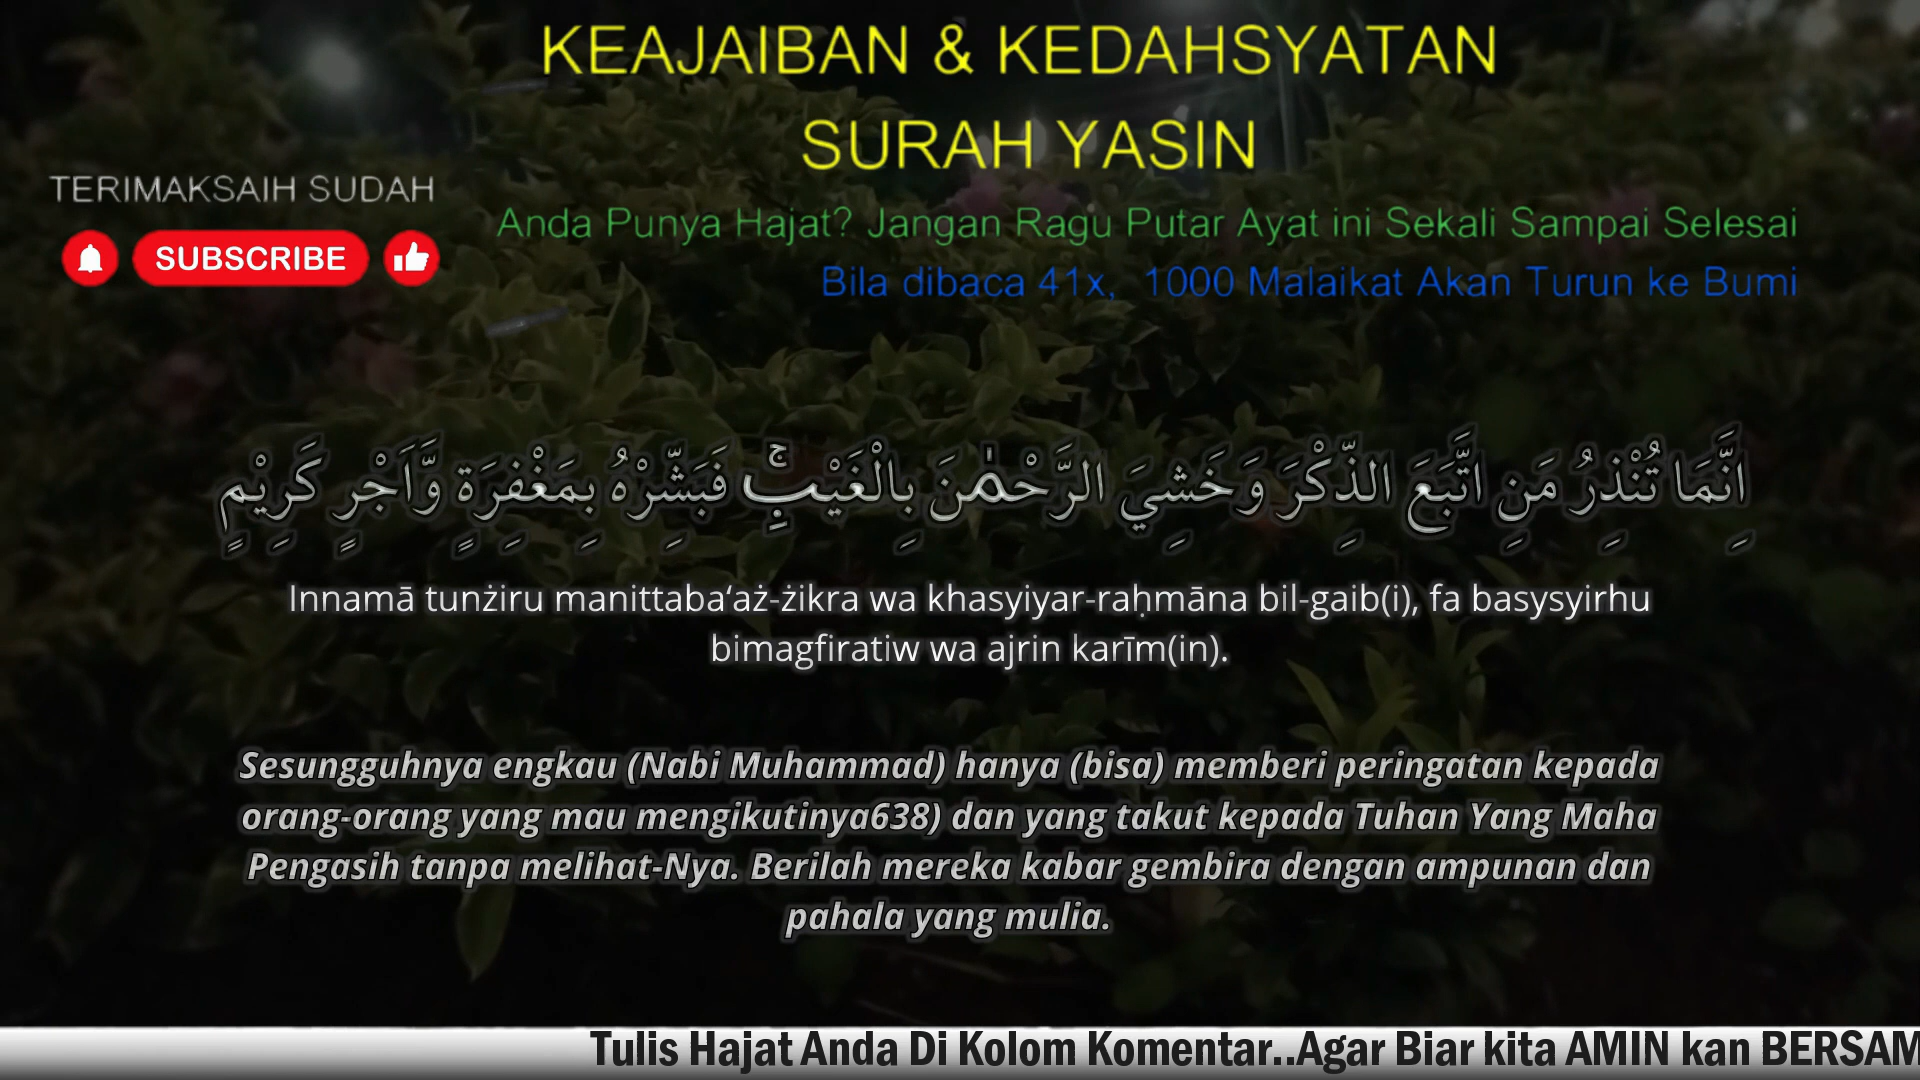 KEAJAIBAN & KEDAHSYATAN
SURAH YASIN
TERIMAKSAIH SUDAH
SUBSCRIBE
Anda Punya Hajat? Jangan Ragu Putar Ayat ini Sekali Sampai Selesai
Bila dibaca 41x, 1000 Malaikat Akan Turun ke Bumi
اِنَّمَا تُنْذِرُ مَنِ اتَّبَعَ الذِّكْرَ وَخَشِيَ الرَّحْمٰنَ بِالْغَيْبِۚ فَبَشِّرْهُ بِمَغْفِرَةٍ وَّاَجْرٍ كَرِيْمٍ
Innamā tunżiru manittaba‘aż-żikra wa khasyiyar-raḥmāna bil-gaib(i), fa basysyirhu
bimagfiratiw wa ajrin karīm(in).
Sesungguhnya engkau (Nabi Muhammad) hanya (bisa) memberi peringatan kepada
orang-orang yang mau mengikutinya638) dan yang takut kepada Tuhan Yang Maha
Pengasih tanpa melihat-Nya. Berilah mereka kabar gembira dengan ampunan dan
pahala yang mulia.
Tulis Hajat Anda Di Kolom Komentar..Agar Biar kita AMIN kan BERSAM